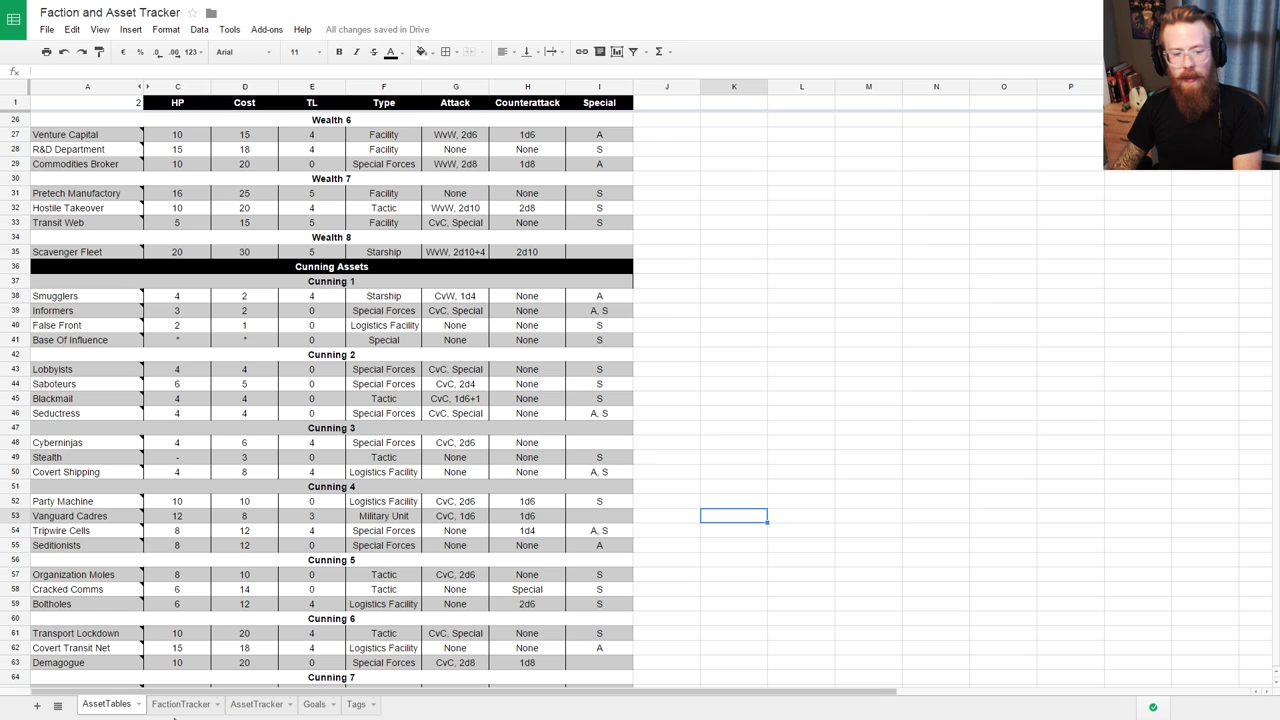 Faction and Asset Tracker
File Edit View Insert Format Data Tools Add-ons Help All changes saved in Drive
€ % .0 .00 123 Arial 11 B I S A Σ
fx
A C D E F G H I J K L M N O P
1 2 HP Cost TL Type Attack Counterattack Special
26 Wealth 6
27 Venture Capital 10 15 4 Facility WvW, 2d6 1d6 A
28 R&D Department 15 18 4 Facility None None S
29 Commodities Broker 10 20 0 Special Forces WvW, 2d8 1d8 A
30 Wealth 7
31 Pretech Manufactory 16 25 5 Facility None None S
32 Hostile Takeover 10 20 4 Tactic WvW, 2d10 2d8 S
33 Transit Web 5 15 5 Facility CvC, Special None S
34 Wealth 8
35 Scavenger Fleet 20 30 5 Starship WvW, 2d10+4 2d10
36 Cunning Assets
37 Cunning 1
38 Smugglers 4 2 4 Starship CvW, 1d4 None A
39 Informers 3 2 0 Special Forces CvC, Special None A, S
40 False Front 2 1 0 Logistics Facility None None S
41 Base Of Influence * * 0 Special None None S
42 Cunning 2
43 Lobbyists 4 4 0 Special Forces CvC, Special None S
44 Saboteurs 6 5 0 Special Forces CvC, 2d4 None S
45 Blackmail 4 4 0 Tactic CvC, 1d6+1 None S
46 Seductress 4 4 0 Special Forces CvC, Special None A, S
47 Cunning 3
48 Cyberninjas 4 6 4 Special Forces CvC, 2d6 None
49 Stealth - 3 0 Tactic None None S
50 Covert Shipping 4 8 4 Logistics Facility None None A, S
51 Cunning 4
52 Party Machine 10 10 0 Logistics Facility CvC, 2d6 1d6 S
53 Vanguard Cadres 12 8 3 Military Unit CvC, 1d6 1d6
54 Tripwire Cells 8 12 4 Special Forces None 1d4 A, S
55 Seditionists 8 12 0 Special Forces None None A
56 Cunning 5
57 Organization Moles 8 10 0 Tactic CvC, 2d6 None S
58 Cracked Comms 6 14 0 Tactic None Special S
59 Boltholes 6 12 4 Logistics Facility None 2d6 S
60 Cunning 6
61 Transport Lockdown 10 20 4 Tactic CvC, Special None S
62 Covert Transit Net 15 18 4 Logistics Facility None None A
63 Demagogue 10 20 0 Special Forces CvC, 2d8 1d8
64 Cunning 7
AssetTables FactionTracker AssetTracker Goals Tags